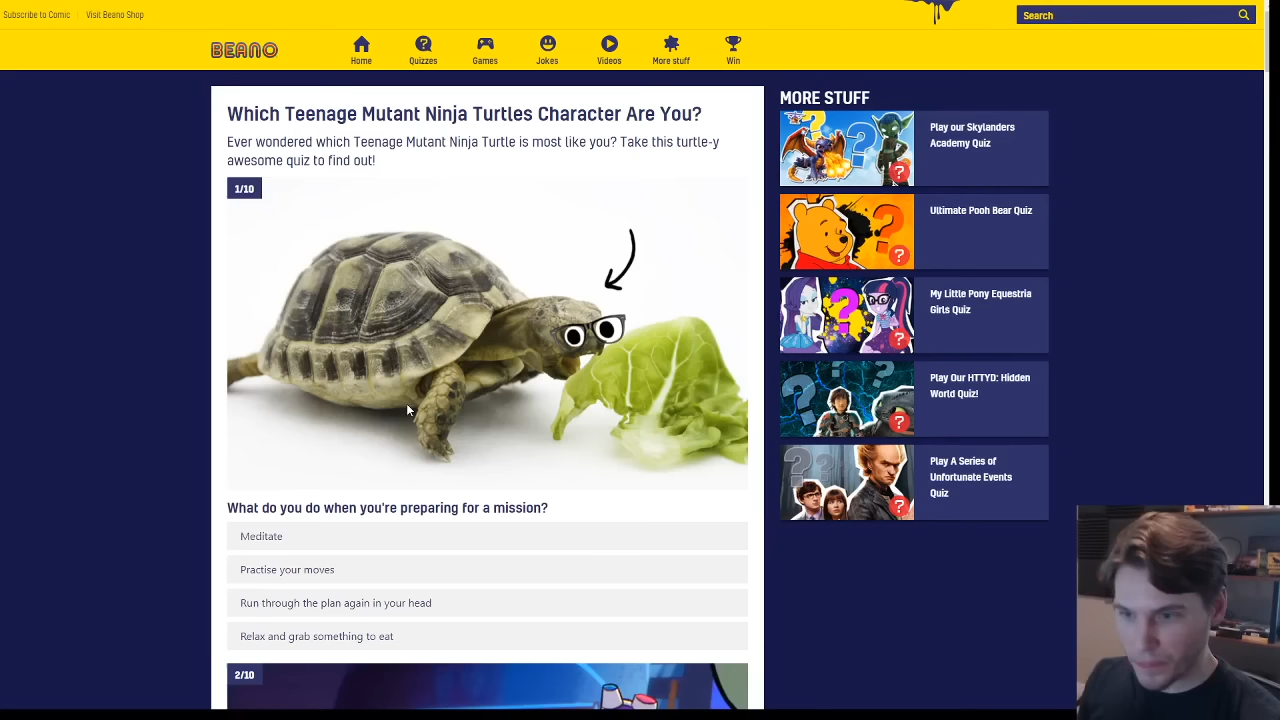 Subscribe to Comic
Visit Beano Shop
Search
BEANO
Home
Quizzes
Games
Jokes
Videos
More stuff
Win
Which Teenage Mutant Ninja Turtles Character Are You?
Ever wondered which Teenage Mutant Ninja Turtle is most like you? Take this turtle-y
awesome quiz to find out!
1/10
What do you do when you're preparing for a mission?
Meditate
Practise your moves
Run through the plan again in your head
Relax and grab something to eat
2/10
MORE STUFF
Play our Skylanders
Academy Quiz
Ultimate Pooh Bear Quiz
My Little Pony Equestria
Girls Quiz
Play Our HTTYD: Hidden
World Quiz!
Play A Series of
Unfortunate Events
Quiz